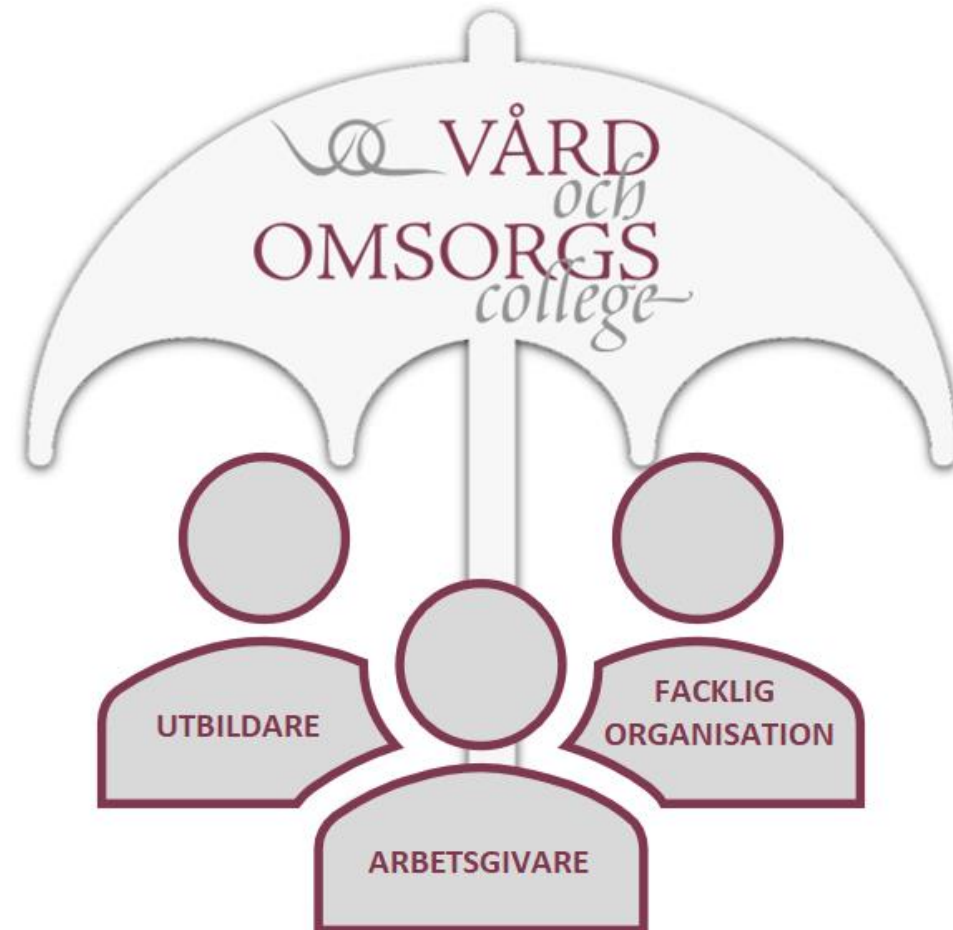 VÅRD
och
OMSORGS
college
UTBILDARE
FACKLIG
ORGANISATION
ARBETSGIVARE